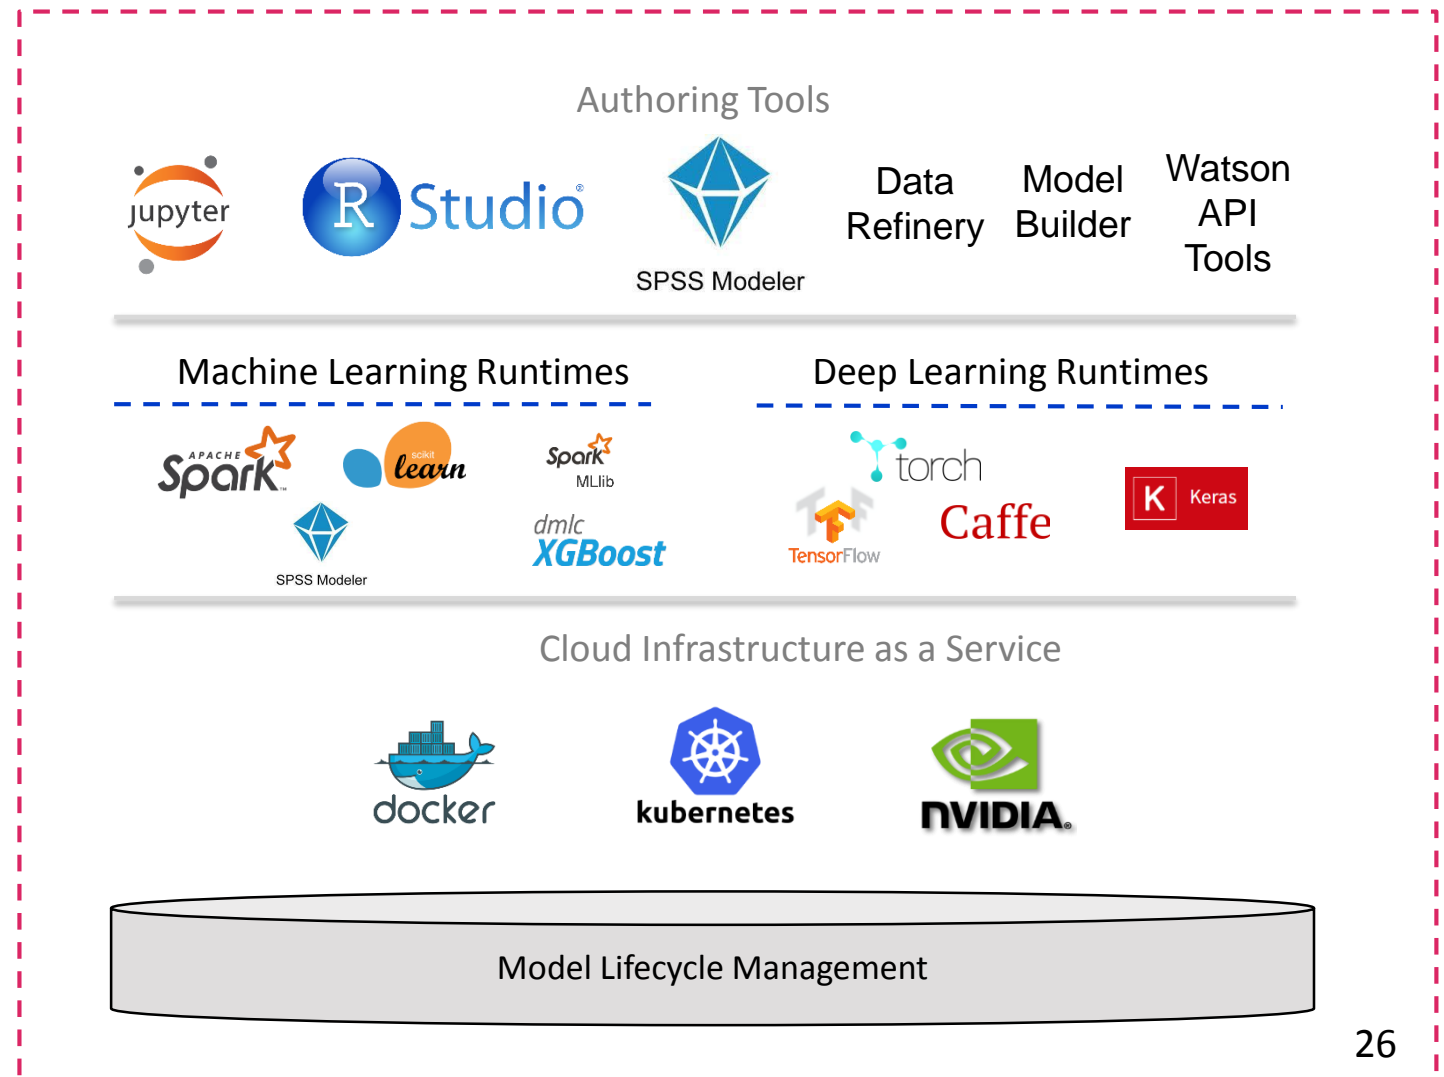 Authoring Tools
jupyter
R Studio®
SPSS Modeler
Data
Refinery
Model
Builder
Watson
API
Tools
Machine Learning Runtimes
Deep Learning Runtimes
APACHE
Spark™
scikit
learn
Spark
MLlib
SPSS Modeler
dmlc
XGBoost
torch
TensorFlow
Caffe
K Keras
Cloud Infrastructure as a Service
docker
kubernetes
NVIDIA®
Model Lifecycle Management
26